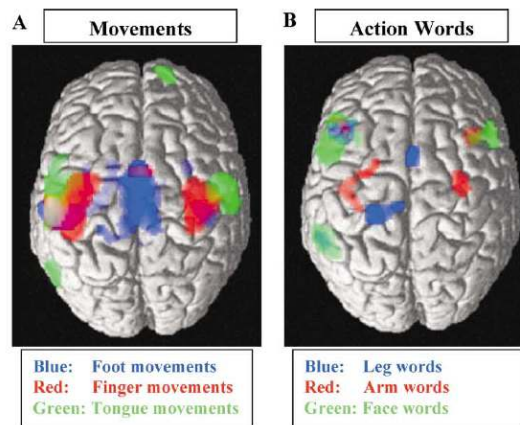 A
Movements
Blue: Foot movements
Red: Finger movements
Green: Tongue movements
B
Action Words
Blue: Leg words
Red: Arm words
Green: Face words